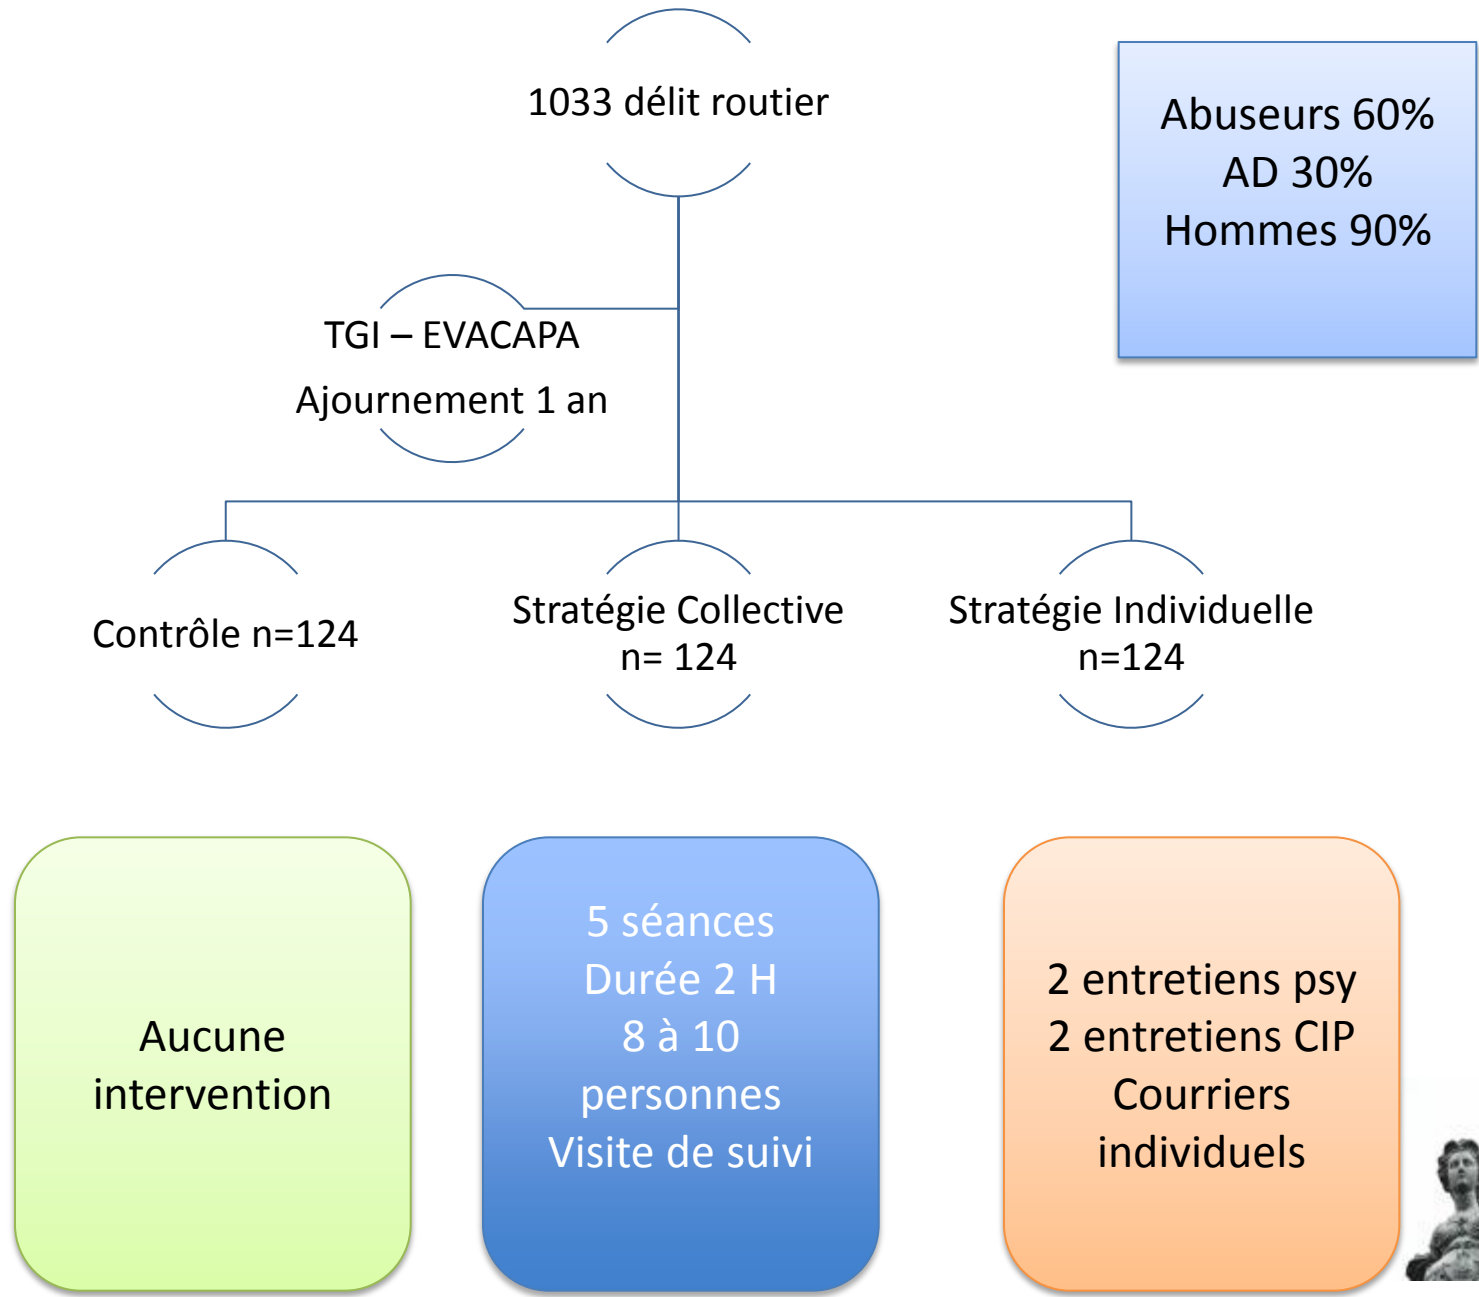 1033 délit routier
Abuseurs 60%
AD 30%
Hommes 90%
TGI – EVACAPA
Ajournement 1 an
Contrôle n=124
Stratégie Collective
n= 124
Stratégie Individuelle
n=124
Aucune
intervention
5 séances
Durée 2 H
8 à 10
personnes
Visite de suivi
2 entretiens psy
2 entretiens CIP
Courriers
individuels